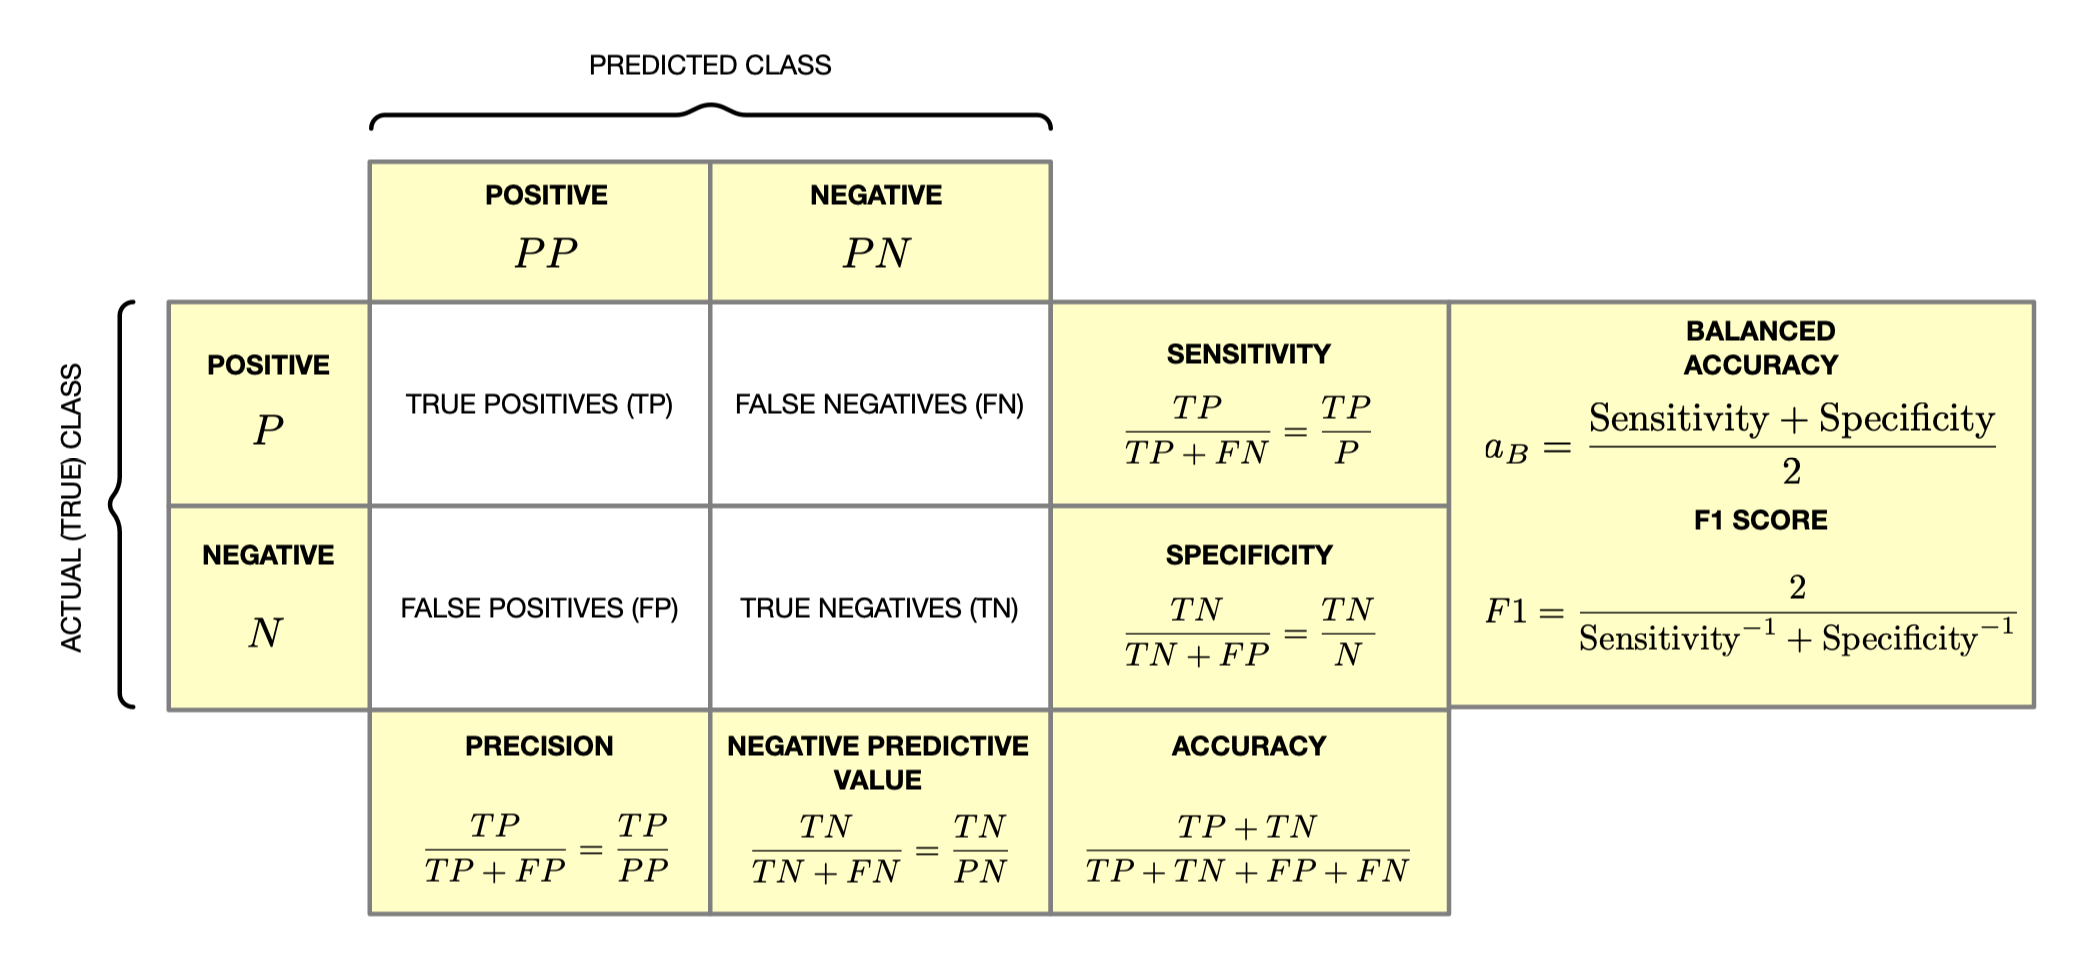 PREDICTED CLASS
POSITIVE
PP
NEGATIVE
PN
ACTUAL (TRUE) CLASS
POSITIVE
P
TRUE POSITIVES (TP)
FALSE NEGATIVES (FN)
SENSITIVITY
TP / (TP + FN) = TP / P
BALANCED
ACCURACY
a_B = (Sensitivity + Specificity) / 2
F1 SCORE
F1 = 2 / (Sensitivity^-1 + Specificity^-1)
NEGATIVE
N
FALSE POSITIVES (FP)
TRUE NEGATIVES (TN)
SPECIFICITY
TN / (TN + FP) = TN / N
PRECISION
TP / (TP + FP) = TP / PP
NEGATIVE PREDICTIVE
VALUE
TN / (TN + FN) = TN / PN
ACCURACY
(TP + TN) / (TP + TN + FP + FN)